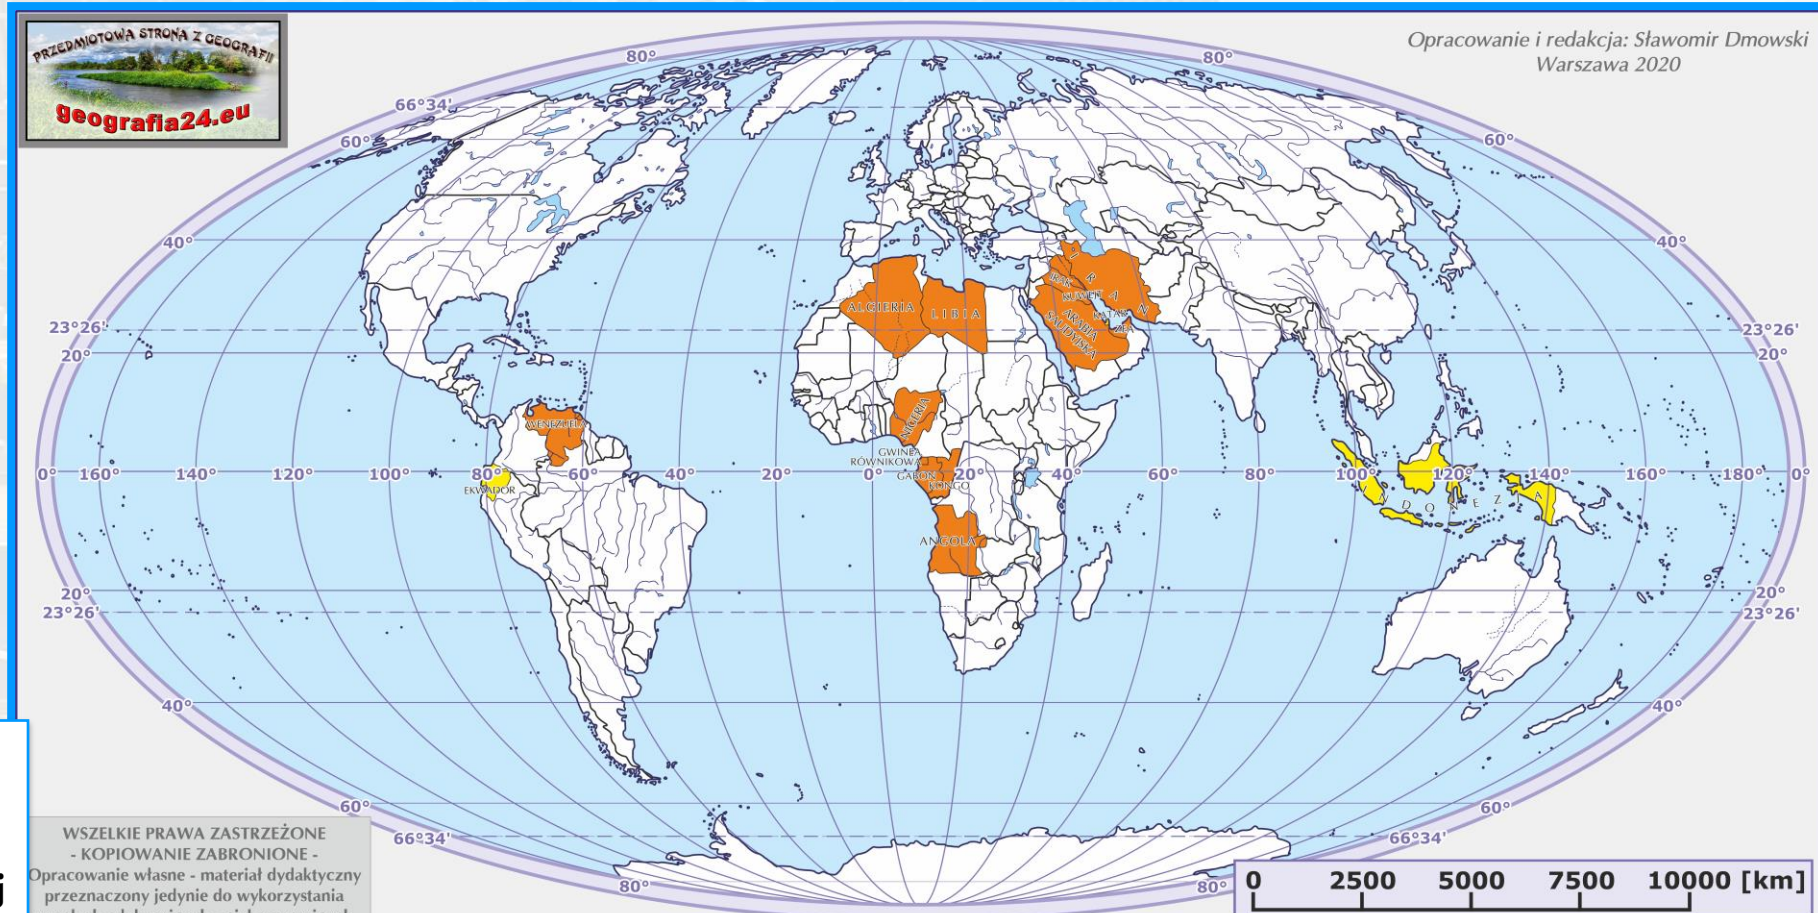 PRZEDMIOTOWA STRONA Z GEOGRAFII
geografia24.eu
Opracowanie i redakcja: Sławomir Dmowski
Warszawa 2020
80° 80°
66°34'
60° 60°
40° 40°
23°26' 23°26'
20° 20°
IRAN
IRAK
KUWEJT
KATAR
ZEA
ARABIA
SAUDYJSKA
ALGIERIA
LIBIA
NIGERIA
WENEZUELA
GWINEA
RÓWNIKOWA
GABON
KONGO
EKWADOR
INDONEZJA
ANGOLA
0° 160° 140° 120° 100° 80° 60° 40° 20° 0° 20° 40° 60° 80° 100° 120° 140° 160° 180° 0°
20° 20°
23°26' 23°26'
40° 40°
60° 60°
66°34' 66°34'
80° 80°
WSZELKIE PRAWA ZASTRZEŻONE
- KOPIOWANIE ZABRONIONE -
Opracowanie własne - materiał dydaktyczny
przeznaczony jedynie do wykorzystania
j
0 2500 5000 7500 10000 [km]